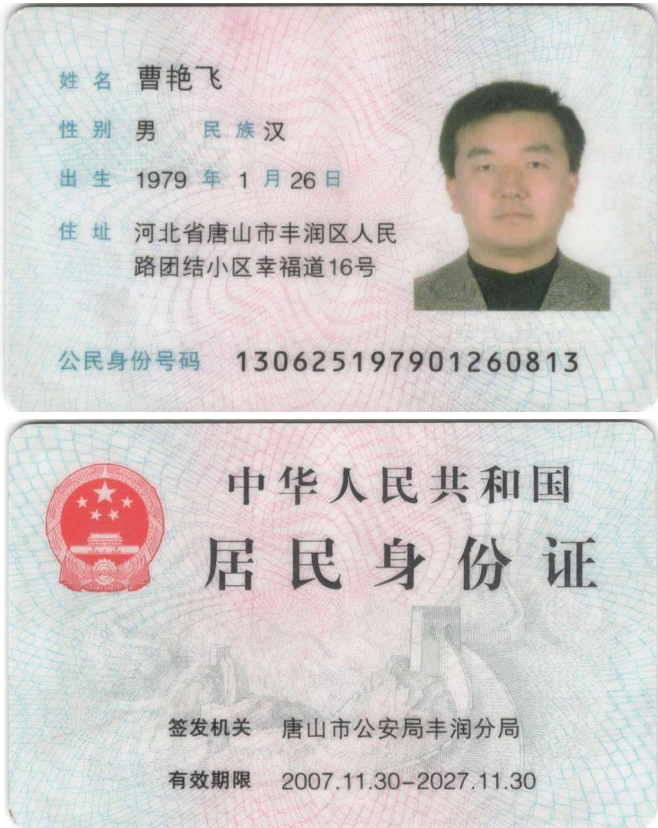 姓名 曹艳飞
性别 男 民族 汉
出生 1979 年 1 月 26 日
住址 河北省唐山市丰润区人民
路团结小区幸福道16号
公民身份号码 130625197901260813
中华人民共和国
居民身份证
签发机关 唐山市公安局丰润分局
有效期限 2007.11.30-2027.11.30